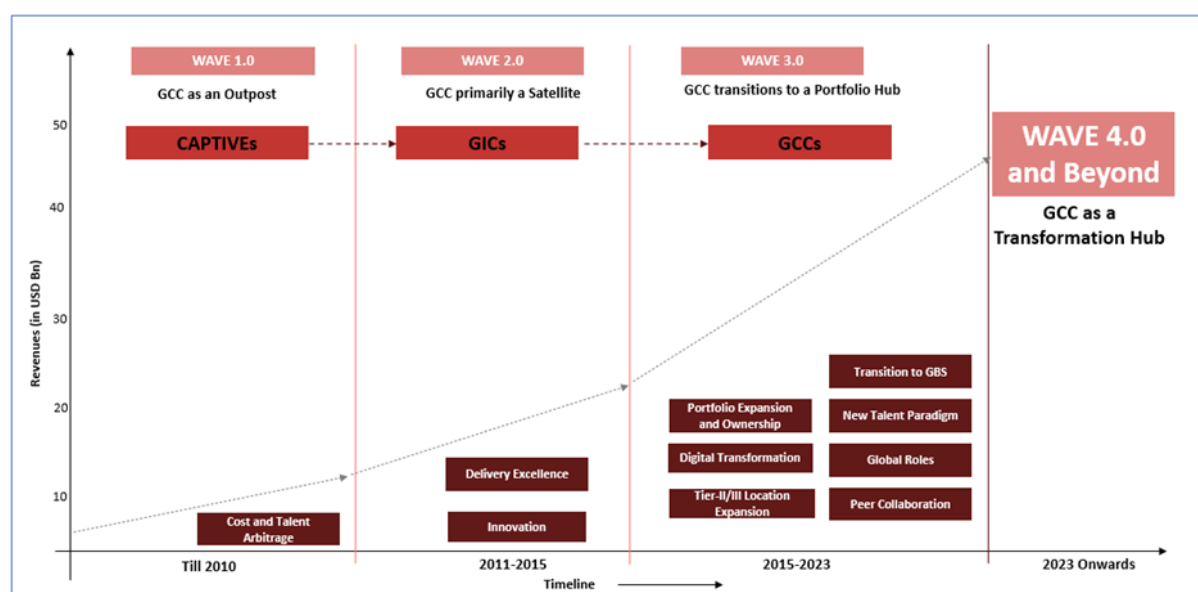 WAVE 1.0
WAVE 2.0
WAVE 3.0
GCC as an Outpost
GCC primarily a Satellite
GCC transitions to a Portfolio Hub
CAPTIVEs
GICs
GCCs
WAVE 4.0
and Beyond
GCC as a
Transformation Hub
Revenues (in USD Bn)
50
40
30
20
10
Cost and Talent
Arbitrage
Delivery Excellence
Innovation
Portfolio Expansion
and Ownership
Digital Transformation
Tier-II/III Location
Expansion
Transition to GBS
New Talent Paradigm
Global Roles
Peer Collaboration
Till 2010
2011-2015
2015-2023
2023 Onwards
Timeline